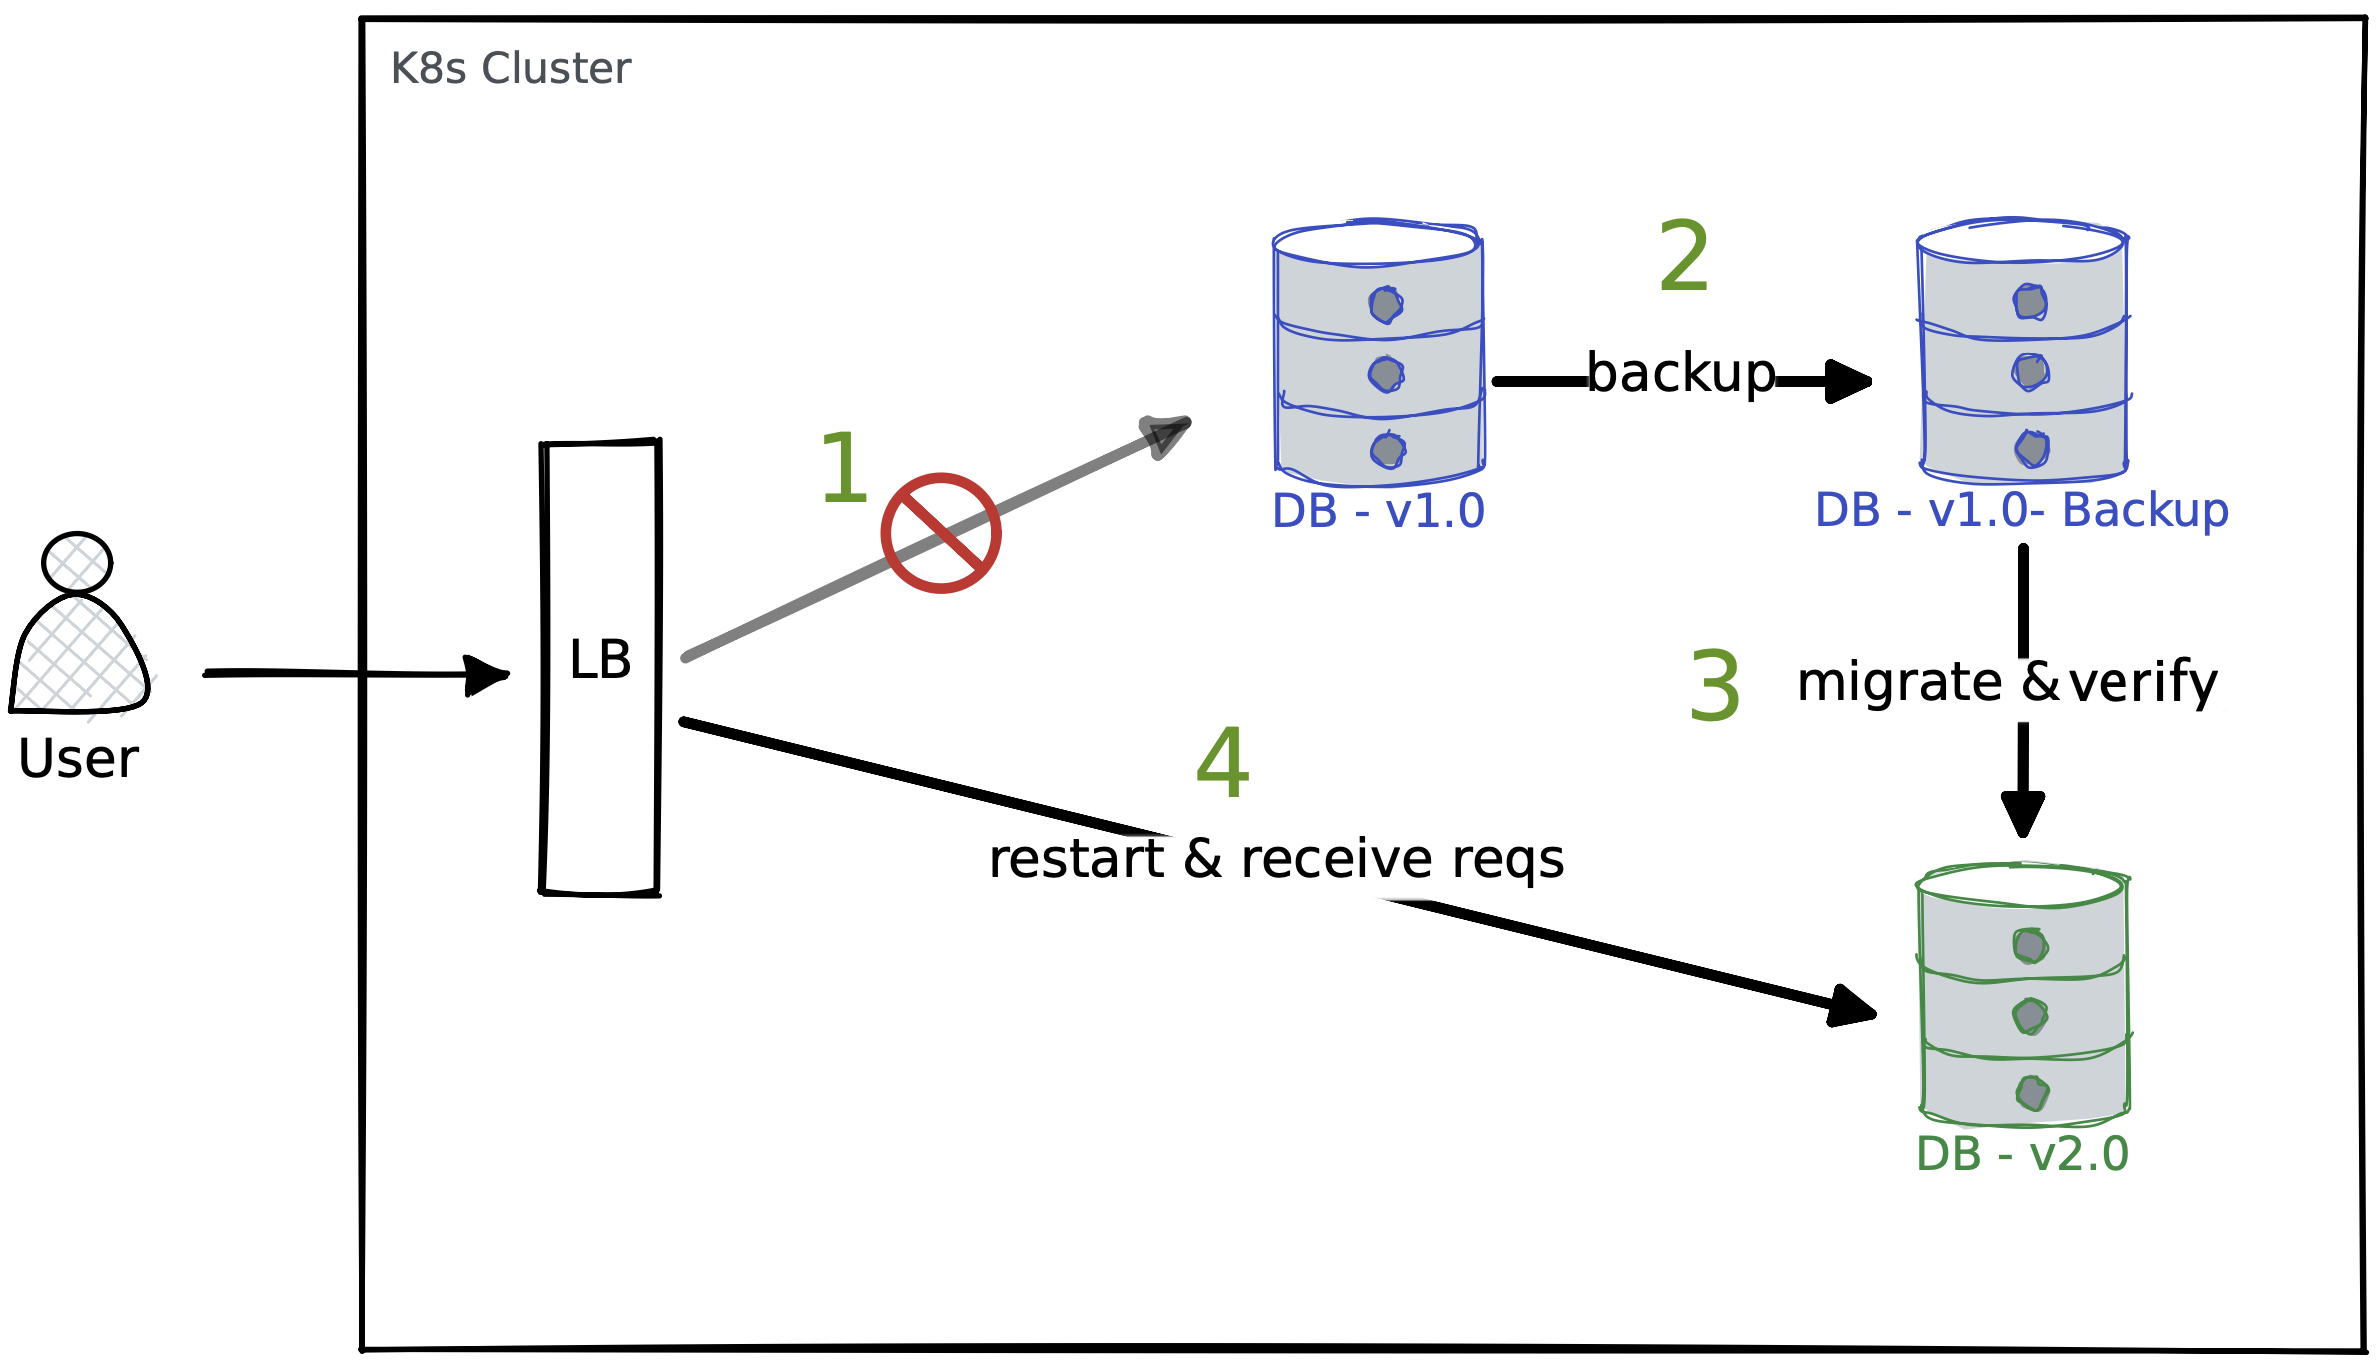 K8s Cluster
2
backup
1
DB - v1.0
DB - v1.0- Backup
LB
3
migrate & verify
User
4
restart & receive reqs
DB - v2.0